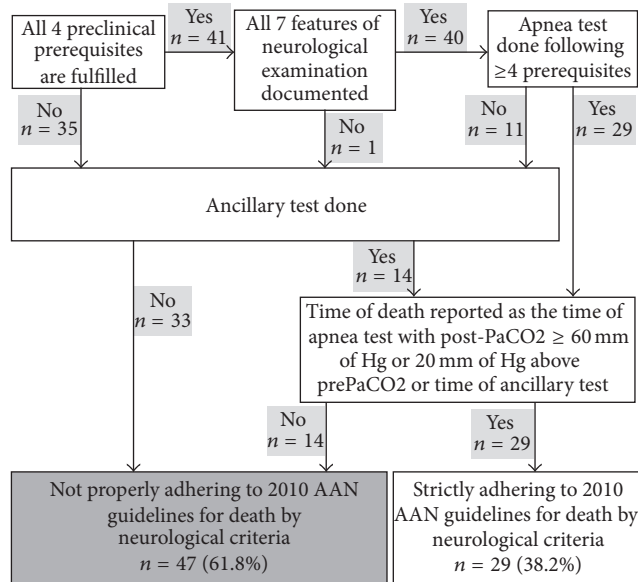 All 4 preclinical
prerequisites
are fulfilled
Yes
n = 41
All 7 features of
neurological
examination
documented
Yes
n = 40
Apnea test
done following
≥4 prerequisites
No
n = 35
No
n = 1
No
n = 11
Yes
n = 29
Ancillary test done
No
n = 33
Yes
n = 14
Time of death reported as the time of
apnea test with post-PaCO2 ≥ 60 mm
of Hg or 20 mm of Hg above
prePaCO2 or time of ancillary test
No
n = 14
Yes
n = 29
Not properly adhering to 2010 AAN
guidelines for death by
neurological criteria
n = 47 (61.8%)
Strictly adhering to 2010
AAN guidelines for death by
neurological criteria
n = 29 (38.2%)